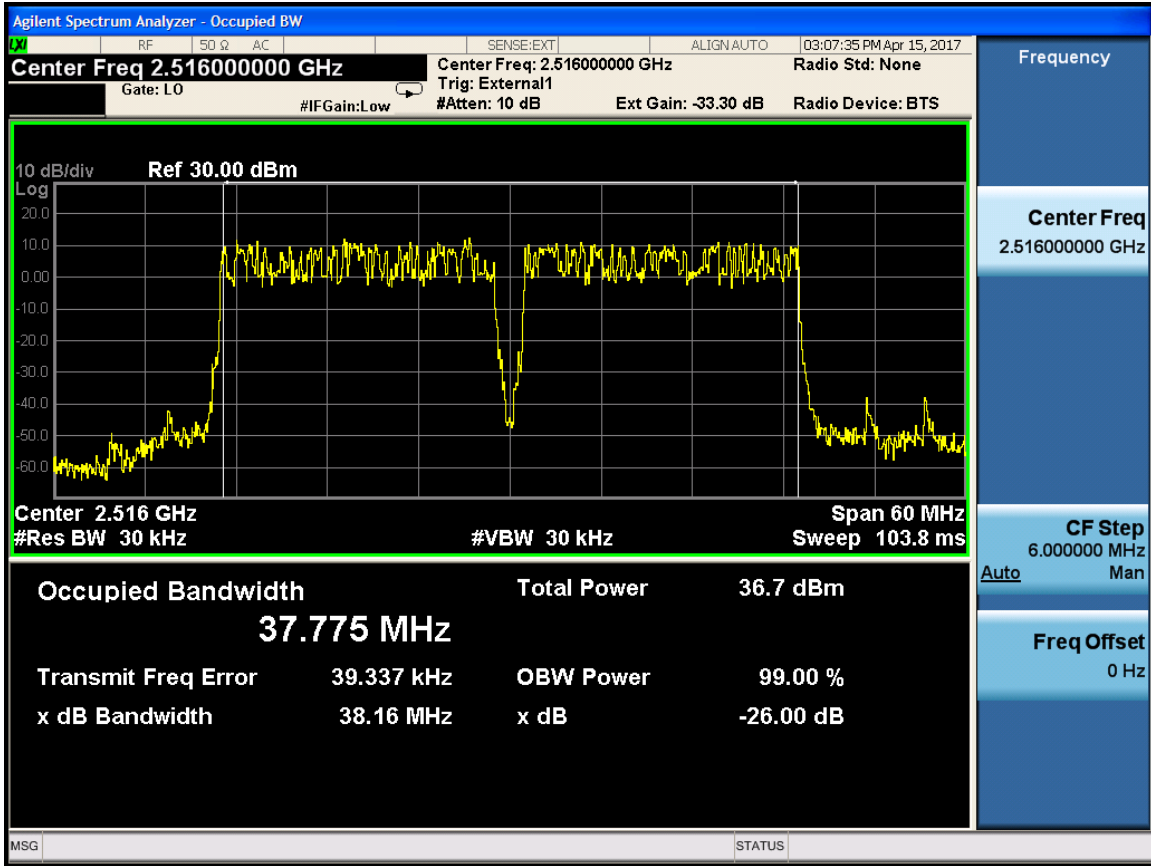 Agilent Spectrum Analyzer - Occupied BW
LXI RF 50 Ω AC SENSE:EXT ALIGN AUTO 03:07:35 PM Apr 15, 2017
Center Freq 2.516000000 GHz
Gate: LO
#IFGain:Low
Center Freq: 2.516000000 GHz
Trig: External1
#Atten: 10 dB Ext Gain: -33.30 dB
Radio Std: None
Radio Device: BTS
10 dB/div Ref 30.00 dBm
Log
20.0
10.0
0.00
-10.0
-20.0
-30.0
-40.0
-50.0
-60.0
Center 2.516 GHz Span 60 MHz
#Res BW 30 kHz #VBW 30 kHz Sweep 103.8 ms
Occupied Bandwidth Total Power 36.7 dBm
37.775 MHz
Transmit Freq Error 39.337 kHz OBW Power 99.00 %
x dB Bandwidth 38.16 MHz x dB -26.00 dB
Frequency
Center Freq
2.516000000 GHz
CF Step
6.000000 MHz
Auto Man
Freq Offset
0 Hz
MSG STATUS